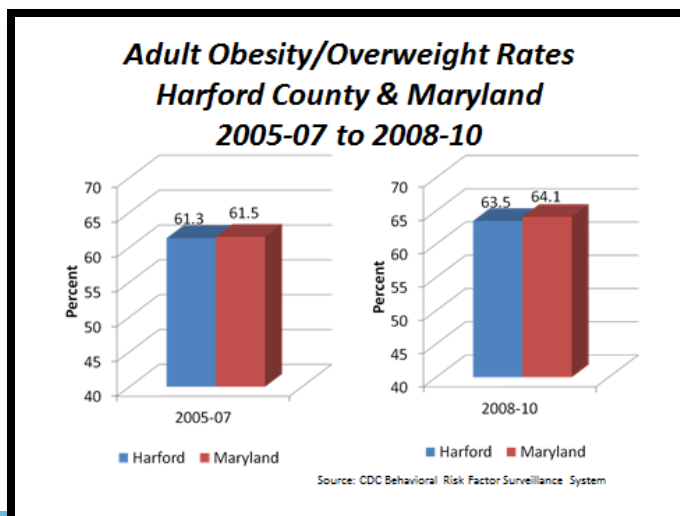 Adult Obesity/Overweight Rates
Harford County & Maryland
2005-07 to 2008-10
70
65
60
55
50
45
40
Percent
61.3
61.5
2005-07
Harford
Maryland
70
65
60
55
50
45
40
Percent
63.5
64.1
2008-10
Harford
Maryland
Source: CDC Behavioral Risk Factor Surveillance System